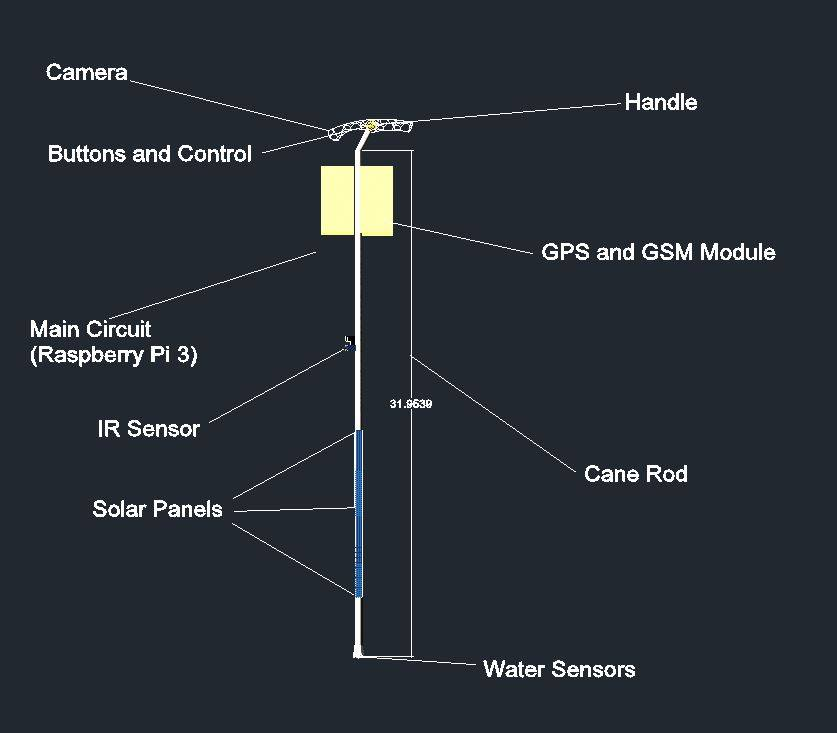 Camera
Handle
Buttons and Control
GPS and GSM Module
Main Circuit
(Raspberry Pi 3)
31.9539
IR Sensor
Cane Rod
Solar Panels
Water Sensors